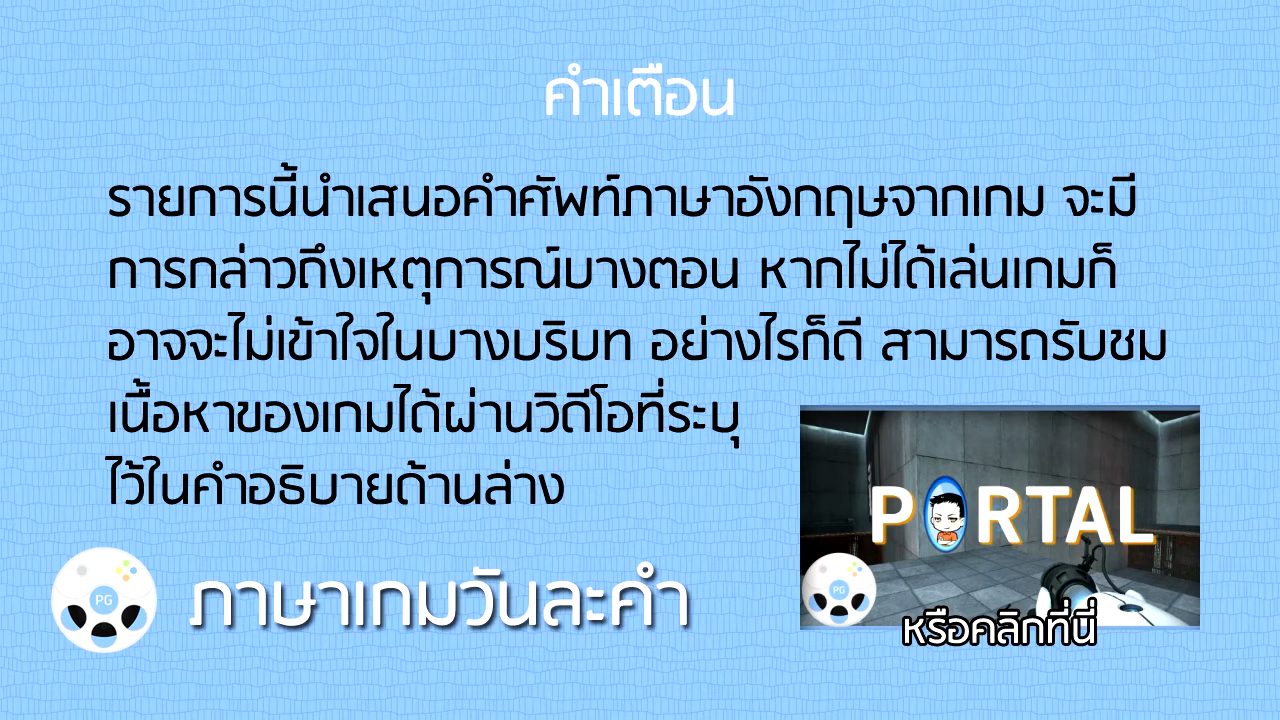 คำเตือน
รายการนี้นำเสนอคำศัพท์ภาษาอังกฤษจากเกม จะมี
การกล่าวถึงเหตุการณ์บางตอน หากไม่ได้เล่นเกมก็
อาจจะไม่เข้าใจในบางบริบท อย่างไรก็ดี สามารถรับชม
เนื้อหาของเกมได้ผ่านวิดีโอที่ระบุ
ไว้ในคำอธิบายด้านล่าง
P RTAL
PG
หรือคลิกที่นี่
PG
ภาษาเกมวันละคำ